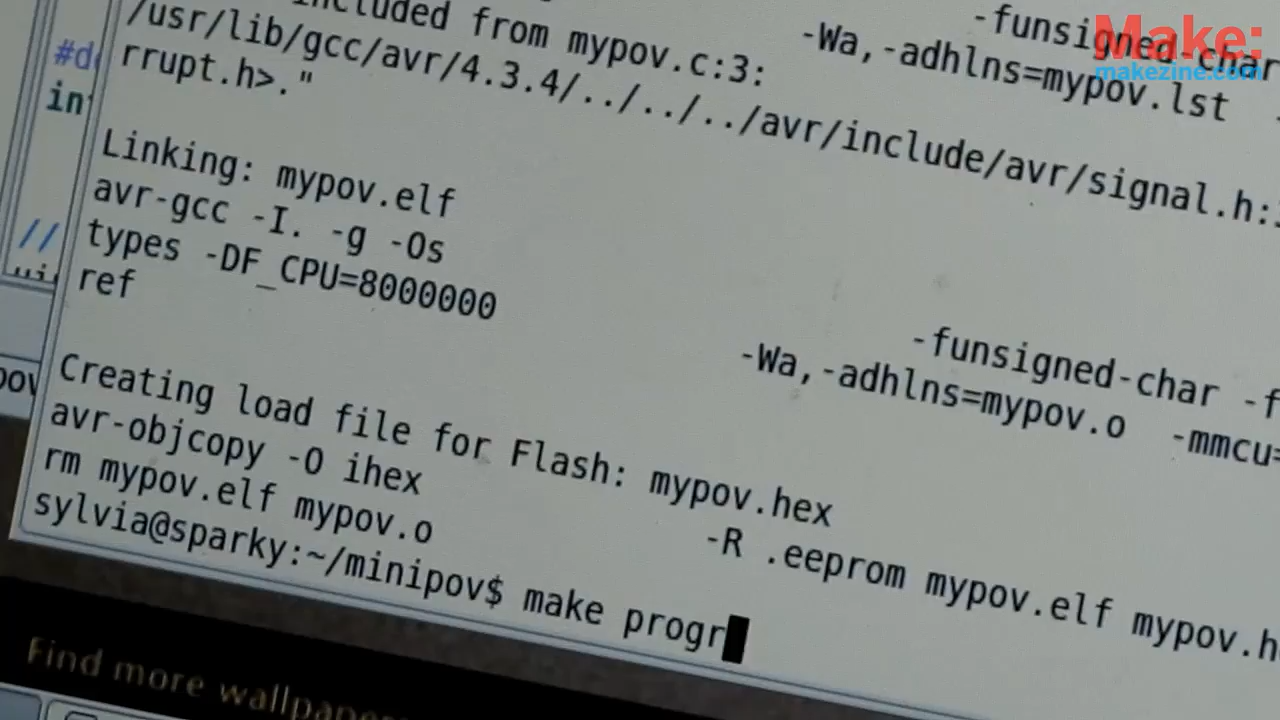 -funsigned-char
included from mypov.c:3:
-Wa,-adhlns=mypov.lst
/usr/lib/gcc/avr/4.3.4/../../../avr/include/avr/signal.h:
rrupt.h>."
Linking: mypov.elf
avr-gcc -I. -g -Os
-funsigned-char -f
types -DF_CPU=8000000
-Wa,-adhlns=mypov.o -mmcu=
ref
Creating load file for Flash: mypov.hex
avr-objcopy -O ihex
-R .eeprom mypov.elf mypov.h
rm mypov.elf mypov.o
sylvia@sparky:~/minipov$ make progr
Find more wallpape
#d
in
//
pov
Make:
makezine.com